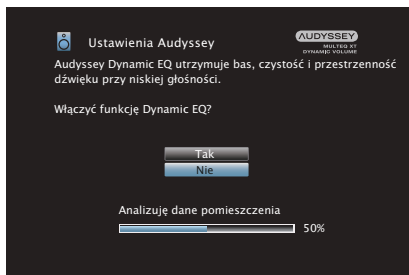 Ustawienia Audyssey
AUDYSSEY
MULTEQ XT
DYNAMIC VOLUME
Audyssey Dynamic EQ utrzymuje bas, czystość i przestrzenność
dźwięku przy niskiej głośności.
Włączyć funkcję Dynamic EQ?
Tak
Nie
Analizuję dane pomieszczenia
50%